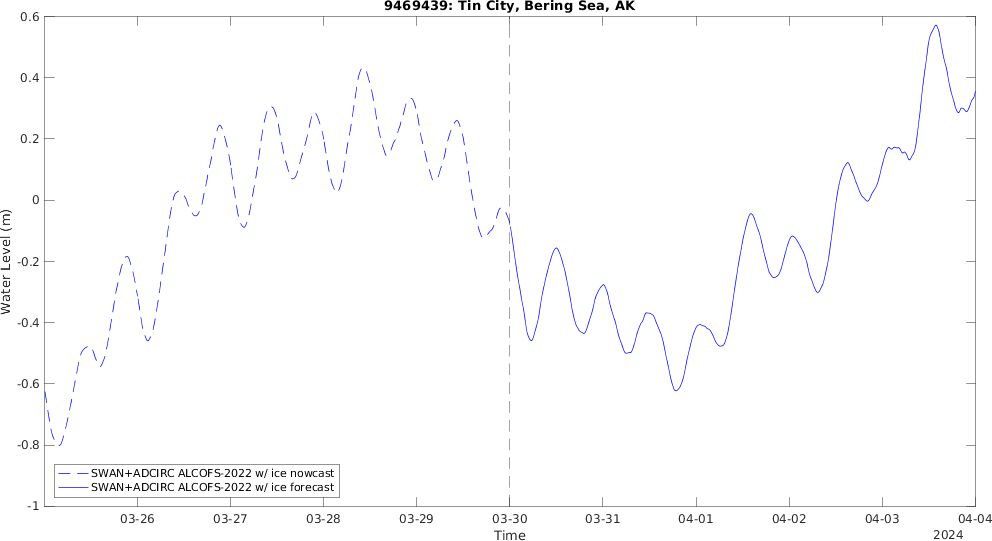 9469439: Tin City, Bering Sea, AK
0.6
0.4
0.2
0
-0.2
-0.4
-0.6
-0.8
-1
Water Level (m)
SWAN+ADCIRC ALCOFS-2022 w/ ice nowcast
SWAN+ADCIRC ALCOFS-2022 w/ ice forecast
03-26 03-27 03-28 03-29 03-30 03-31 04-01 04-02 04-03 04-04
Time
2024